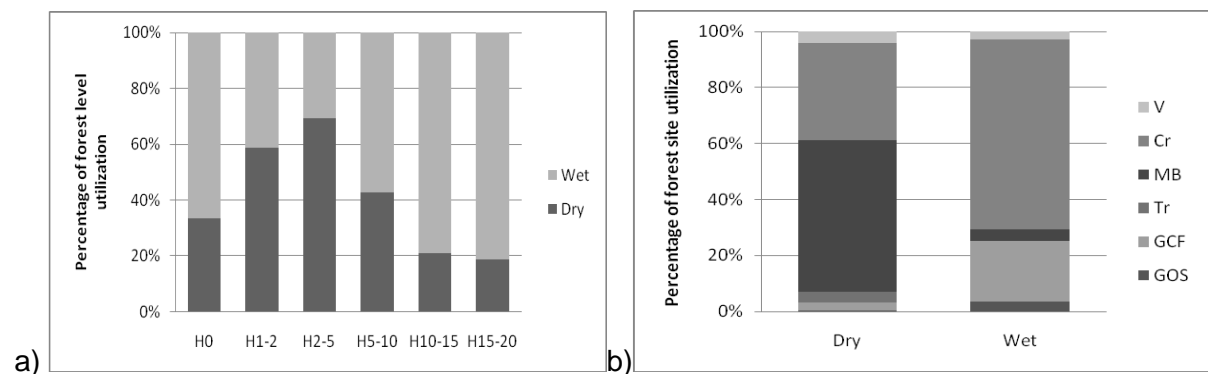 a)
Percentage of forest level
utilization
100%
80%
60%
40%
20%
0%
H0 H1-2 H2-5 H5-10 H10-15 H15-20
Wet
Dry
b)
Percentage of forest site utilization
100%
80%
60%
40%
20%
0%
Dry Wet
V
Cr
MB
Tr
GCF
GOS